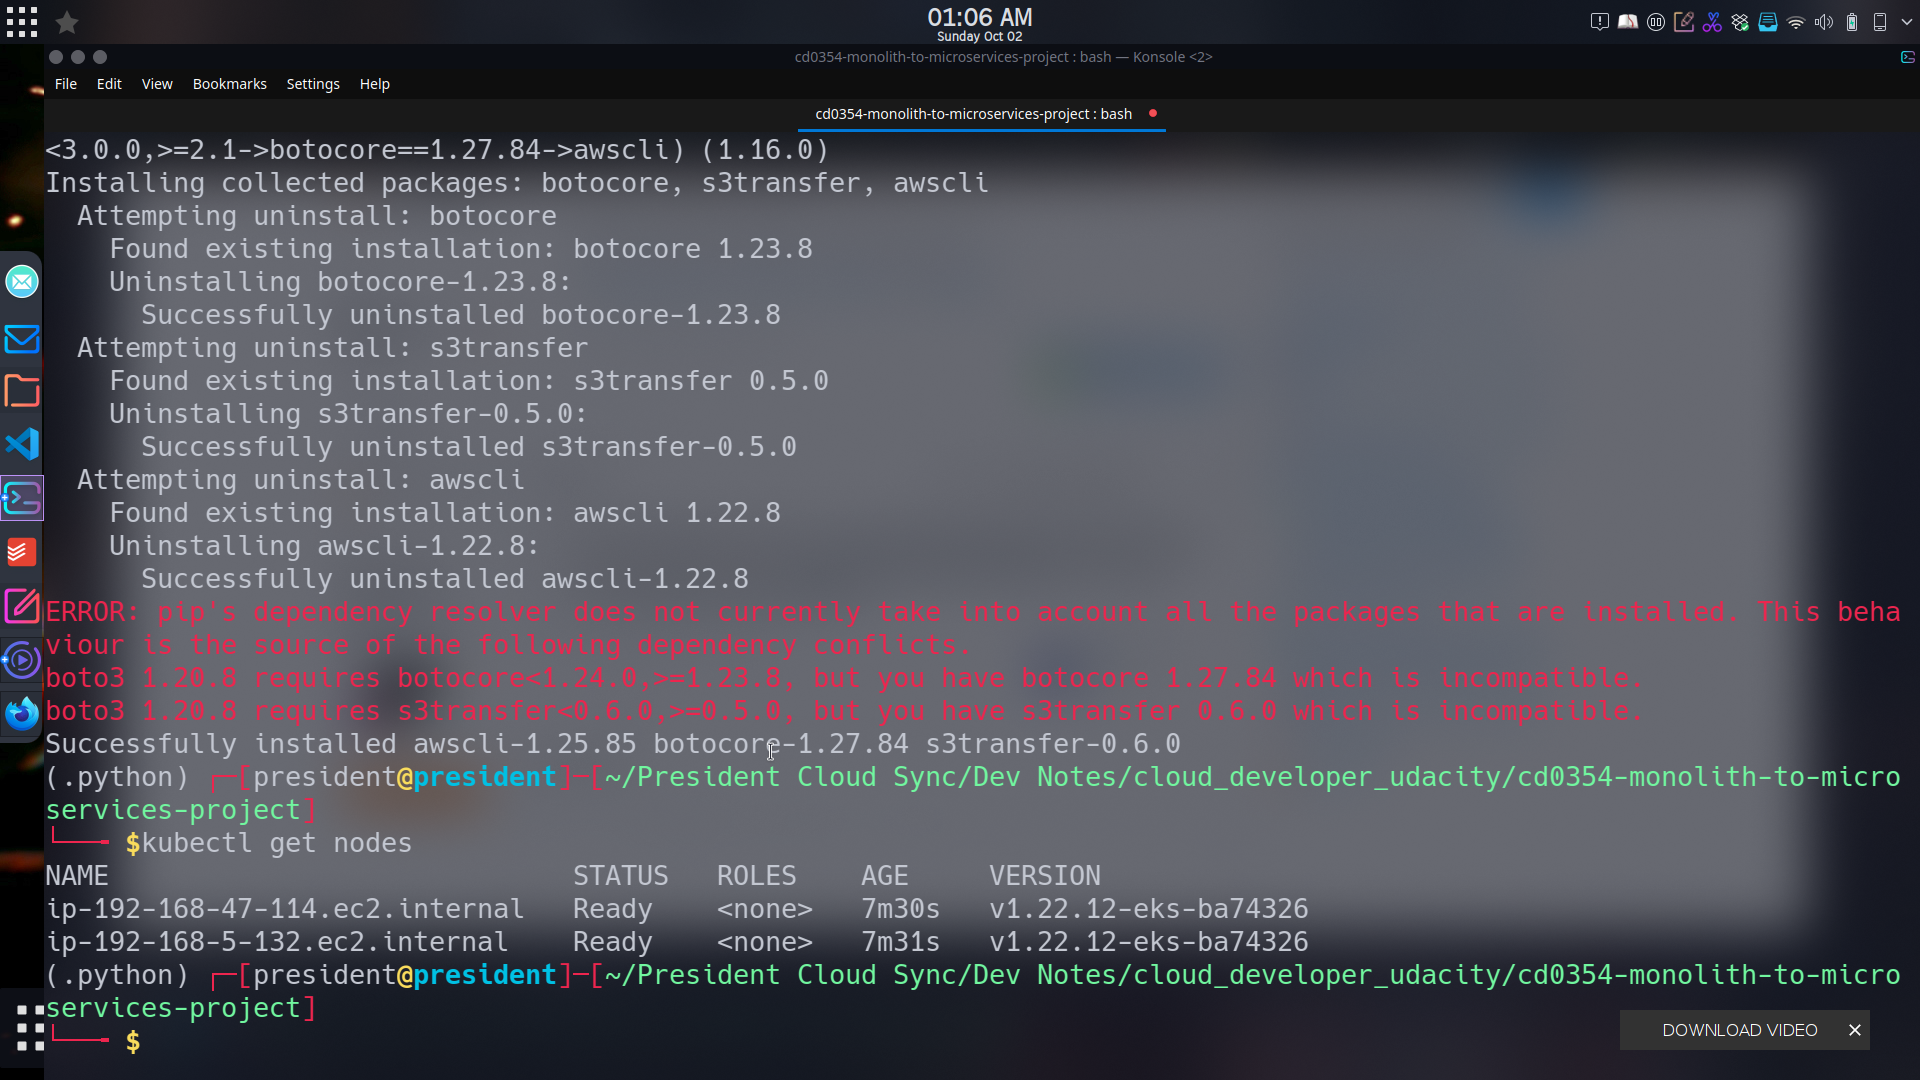 01:06 AM
Sunday Oct 02
cd0354-monolith-to-microservices-project : bash — Konsole <2>
File Edit View Bookmarks Settings Help
cd0354-monolith-to-microservices-project : bash
<3.0.0,>=2.1->botocore==1.27.84->awscli) (1.16.0)
Installing collected packages: botocore, s3transfer, awscli
  Attempting uninstall: botocore
    Found existing installation: botocore 1.23.8
    Uninstalling botocore-1.23.8:
      Successfully uninstalled botocore-1.23.8
  Attempting uninstall: s3transfer
    Found existing installation: s3transfer 0.5.0
    Uninstalling s3transfer-0.5.0:
      Successfully uninstalled s3transfer-0.5.0
  Attempting uninstall: awscli
    Found existing installation: awscli 1.22.8
    Uninstalling awscli-1.22.8:
      Successfully uninstalled awscli-1.22.8
ERROR: pip's dependency resolver does not currently take into account all the packages that are installed. This beha
viour is the source of the following dependency conflicts.
boto3 1.20.8 requires botocore<1.24.0,>=1.23.8, but you have botocore 1.27.84 which is incompatible.
boto3 1.20.8 requires s3transfer<0.6.0,>=0.5.0, but you have s3transfer 0.6.0 which is incompatible.
Successfully installed awscli-1.25.85 botocore-1.27.84 s3transfer-0.6.0
(.python) ┌─[president@president]─[~/President Cloud Sync/Dev Notes/cloud_developer_udacity/cd0354-monolith-to-micro
services-project]
└──╼ $kubectl get nodes
NAME                             STATUS   ROLES    AGE     VERSION
ip-192-168-47-114.ec2.internal   Ready    <none>   7m30s   v1.22.12-eks-ba74326
ip-192-168-5-132.ec2.internal    Ready    <none>   7m31s   v1.22.12-eks-ba74326
(.python) ┌─[president@president]─[~/President Cloud Sync/Dev Notes/cloud_developer_udacity/cd0354-monolith-to-micro
services-project]
└──╼ $
DOWNLOAD VIDEO ×